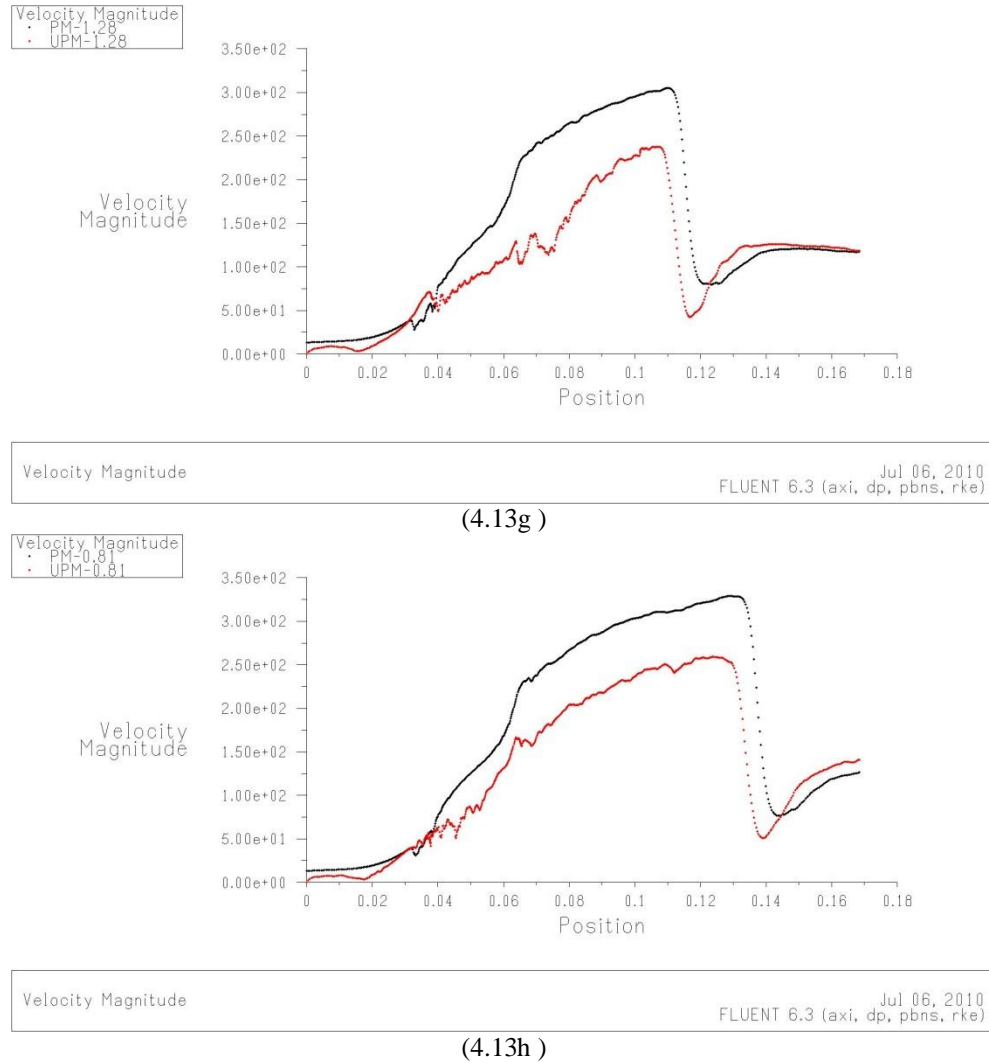 Velocity Magnitude
PM-1.28
UPM-1.28
3.50e+02
3.00e+02
2.50e+02
2.00e+02
1.50e+02
1.00e+02
5.00e+01
0.00e+00
Velocity
Magnitude
0 0.02 0.04 0.06 0.08 0.1 0.12 0.14 0.16 0.18
Position
Velocity Magnitude
Jul 06, 2010
FLUENT 6.3 (axi, dp, pbns, rke)
(4.13g )
Velocity Magnitude
PM-0.81
UPM-0.81
3.50e+02
3.00e+02
2.50e+02
2.00e+02
1.50e+02
1.00e+02
5.00e+01
0.00e+00
Velocity
Magnitude
0 0.02 0.04 0.06 0.08 0.1 0.12 0.14 0.16 0.18
Position
Velocity Magnitude
Jul 06, 2010
FLUENT 6.3 (axi, dp, pbns, rke)
(4.13h )